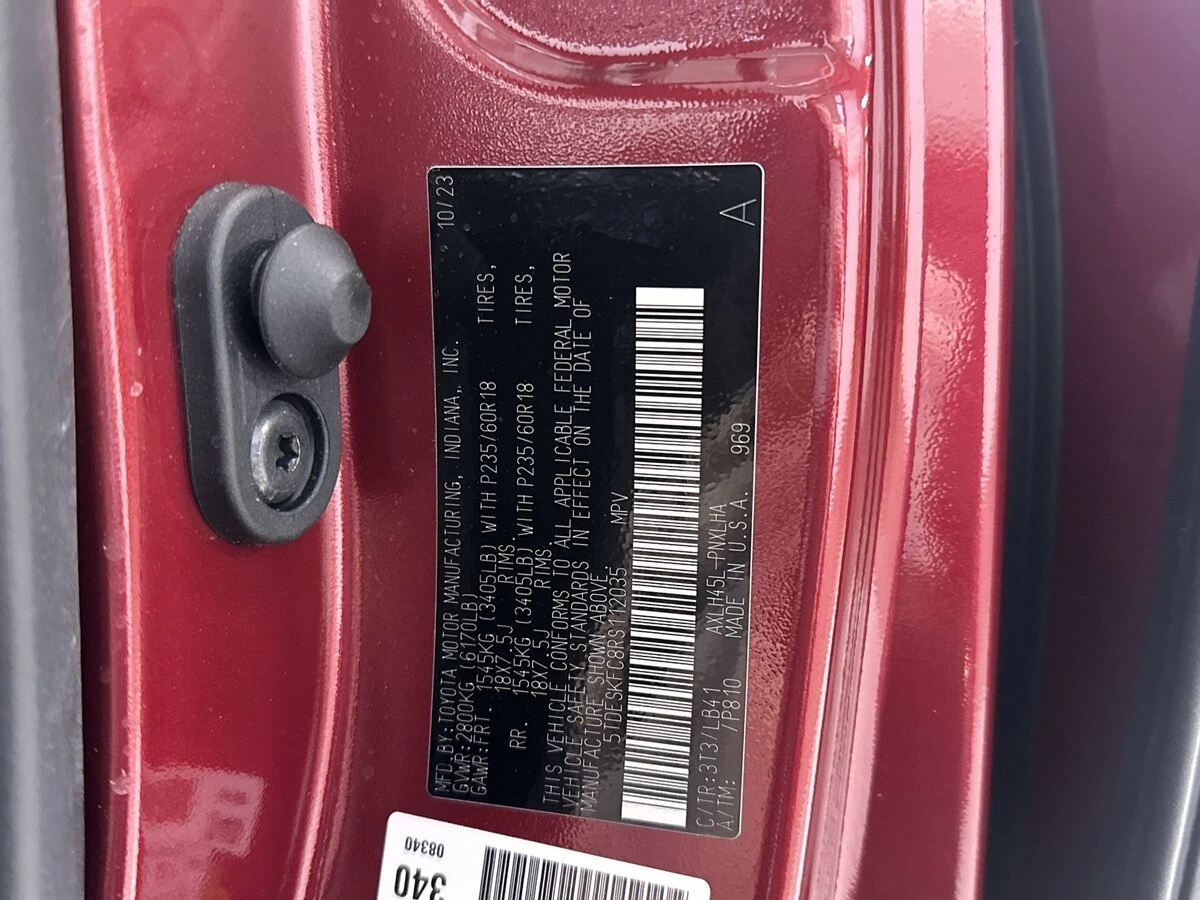 MFD.BY:TOYOTA MOTOR MANUFACTURING, INDIANA, INC. 10/23
GVWR:2800KG (6170LB)
GAWR:FRT. 1545KG (3405LB) WITH P235/60R18 TIRES,
18X7.5J RIMS.
RR. 1545KG (3405LB) WITH P235/60R18 TIRES,
18X7.5J RIMS.
THIS VEHICLE CONFORMS TO ALL APPLICABLE FEDERAL MOTOR
VEHICLE SAFETY STANDARDS IN EFFECT ON THE DATE OF
MANUFACTURE SHOWN ABOVE.
5TDESKFC8RS112035 MPV
C/TR:3T3/LB41 AXLH45L-PNXLHA
A/TM: /P810 MADE IN U.S.A. 969 A
08340
340